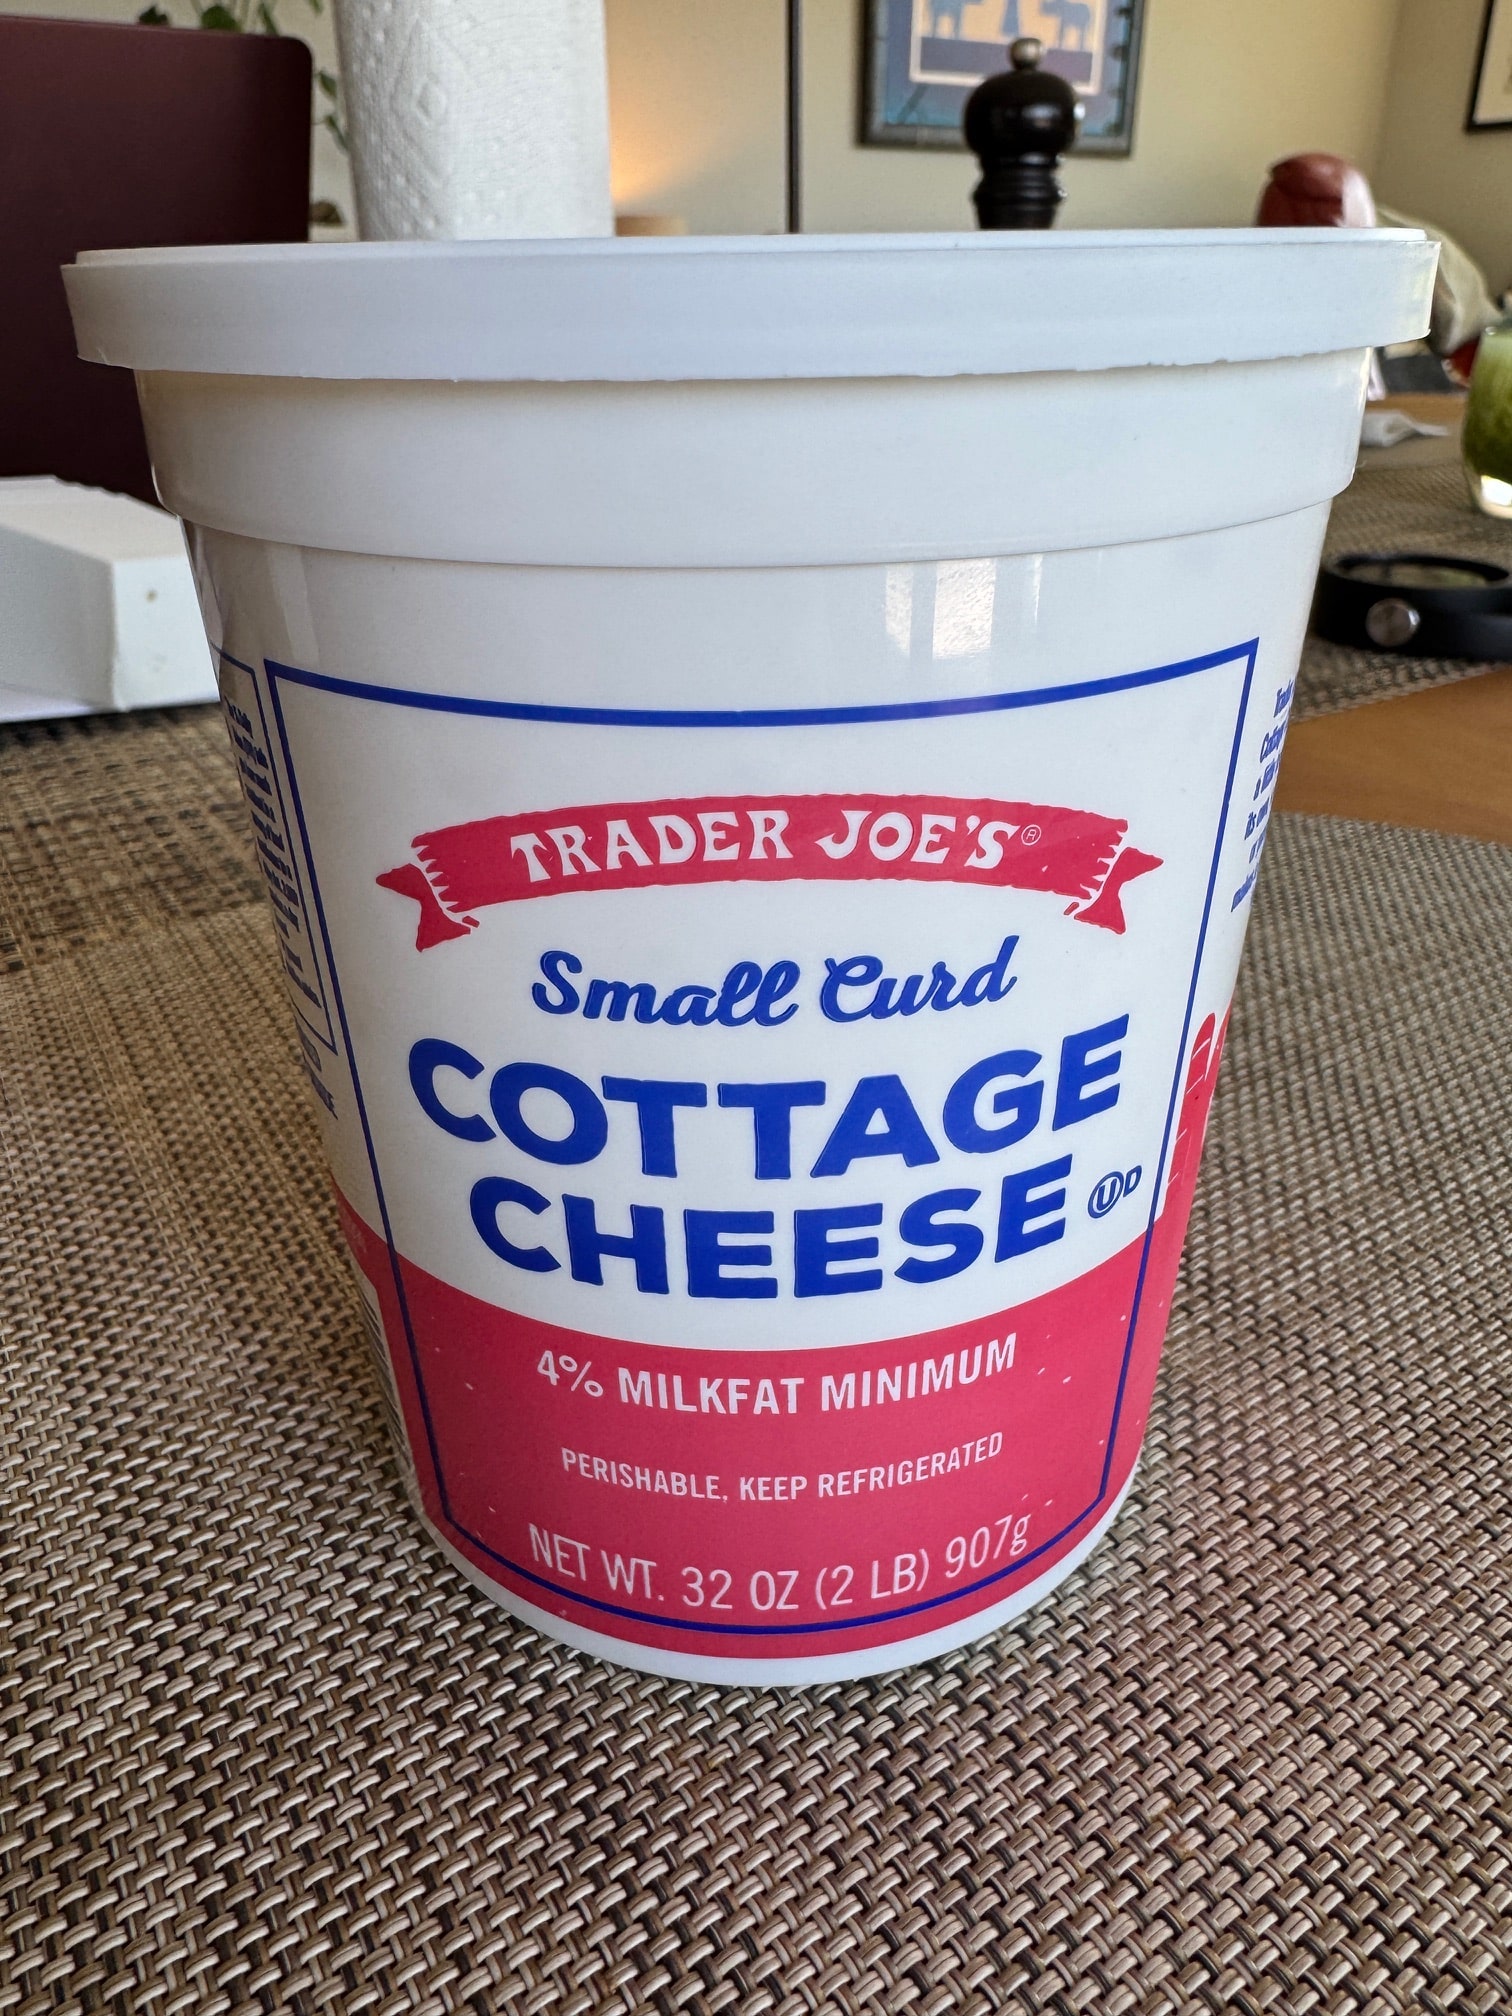 TRADER JOE'S®
Small Curd
COTTAGE
CHEESE Ⓤ D
4% MILKFAT MINIMUM
PERISHABLE, KEEP REFRIGERATED
NET WT. 32 OZ (2 LB) 907g